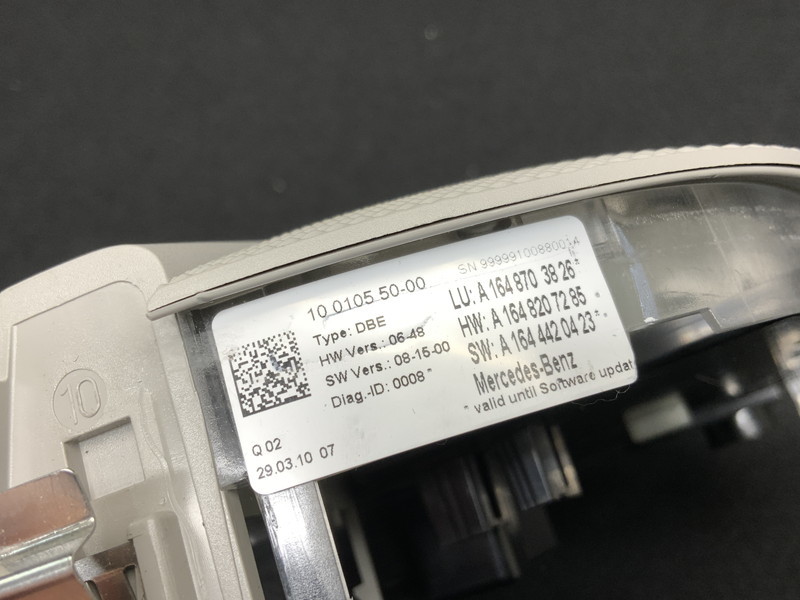 10 0105.50-00
Type: DBE
HW Vers.: 06-48
SW Vers.: 08-15-00
Diag.-ID: 0008*
Q 02
29.03.10 07
LU: A 164 870 38 26*
HW: A 164 820 72 85
SW: A 164 442 04 23*
Mercedes-Benz
* valid until Software updat
10